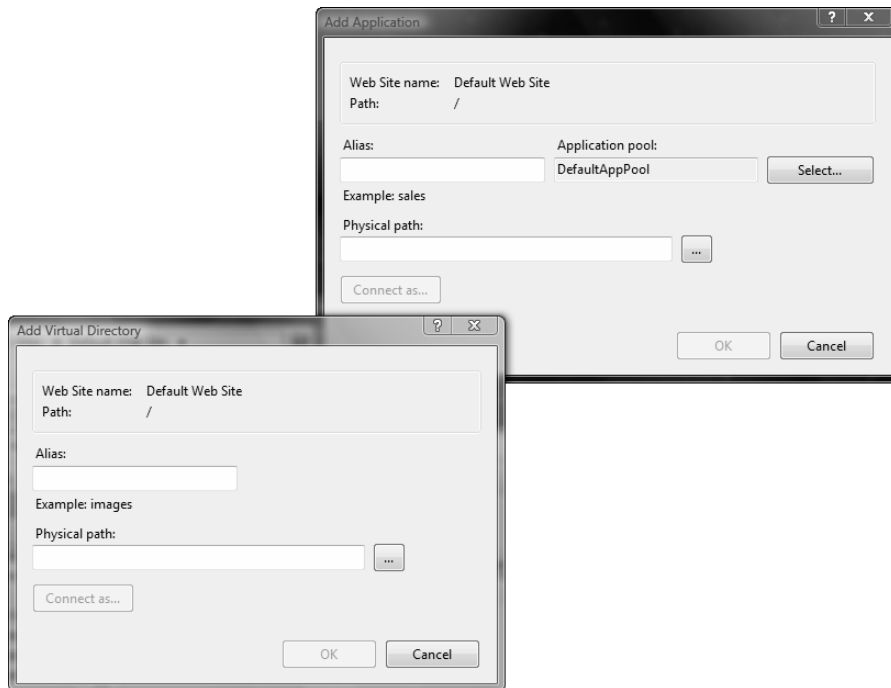 Add Application
? X
Web Site name: Default Web Site
Path: /
Alias: Application pool:
DefaultAppPool Select...
Example: sales
Physical path:
...
Connect as...
OK Cancel
Add Virtual Directory
? X
Web Site name: Default Web Site
Path: /
Alias:
Example: images
Physical path:
...
Connect as...
OK Cancel